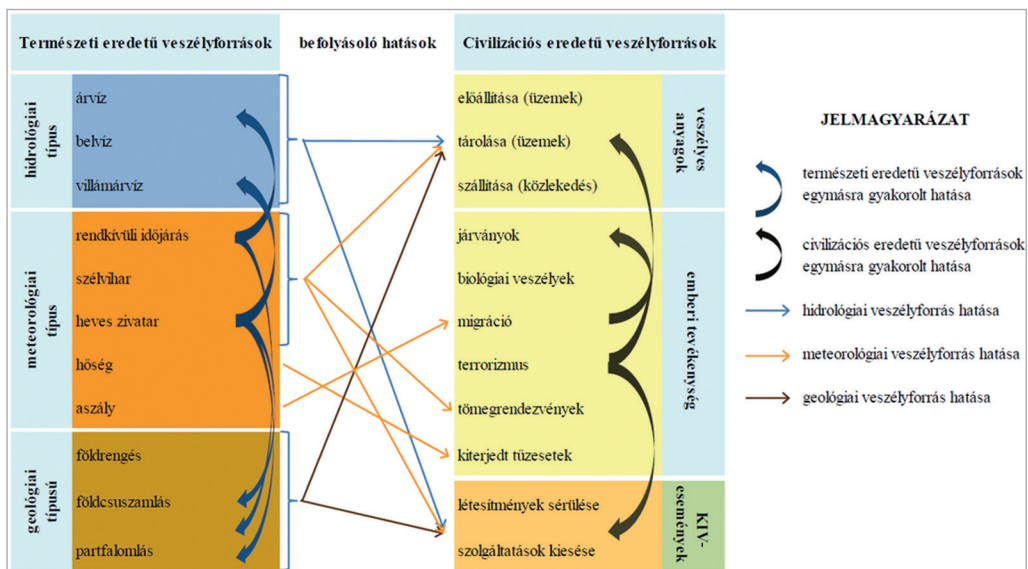 Természeti eredetű veszélyforrások
befolyásoló hatások
Civilizációs eredetű veszélyforrások
hidrológiai
típus
árvíz
belvíz
villámárvíz
meteorológiai
típus
rendkívüli időjárás
szélvihar
heves zivatar
hőség
aszály
geológiai
típusú
földrengés
földcsuszamlás
partfalomlás
előállítása (üzemek)
tárolása (üzemek)
szállítása (közlekedés)
veszélyes
anyagok
járványok
biológiai veszélyek
migráció
terrorizmus
tömegrendezvények
kiterjedt tüzesetek
emberi tevékenység
létesítmények sérülése
szolgáltatások kiesése
KIV-
események
JELMAGYARÁZAT
természeti eredetű veszélyforrások
egymásra gyakorolt hatása
civilizációs eredetű veszélyforrások
egymásra gyakorolt hatása
hidrológiai veszélyforrás hatása
meteorológiai veszélyforrás hatása
geológiai veszélyforrás hatása